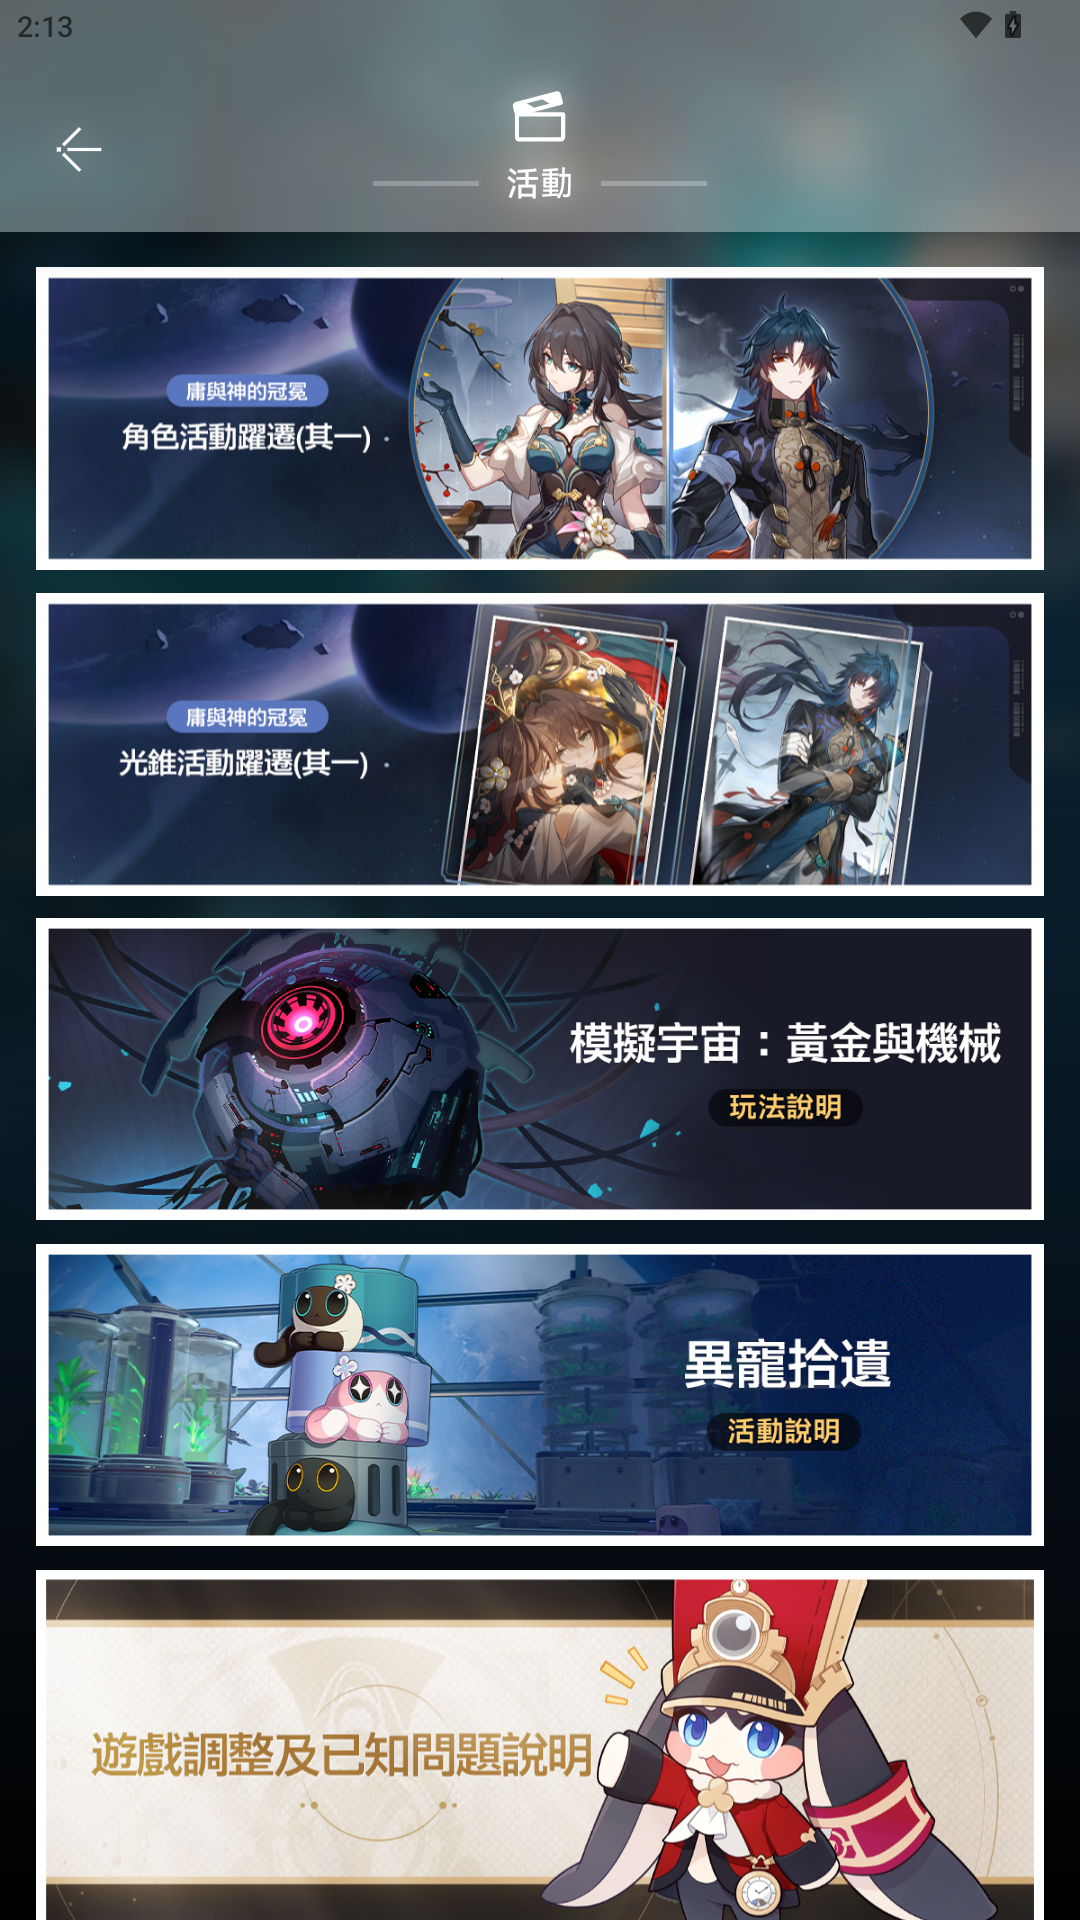 2:13
活動
庸與神的冠冕
角色活動躍遷(其一)
庸與神的冠冕
光錐活動躍遷(其一)
模擬宇宙：黃金與機械
玩法說明
異寵拾遺
活動說明
遊戲調整及已知問題說明